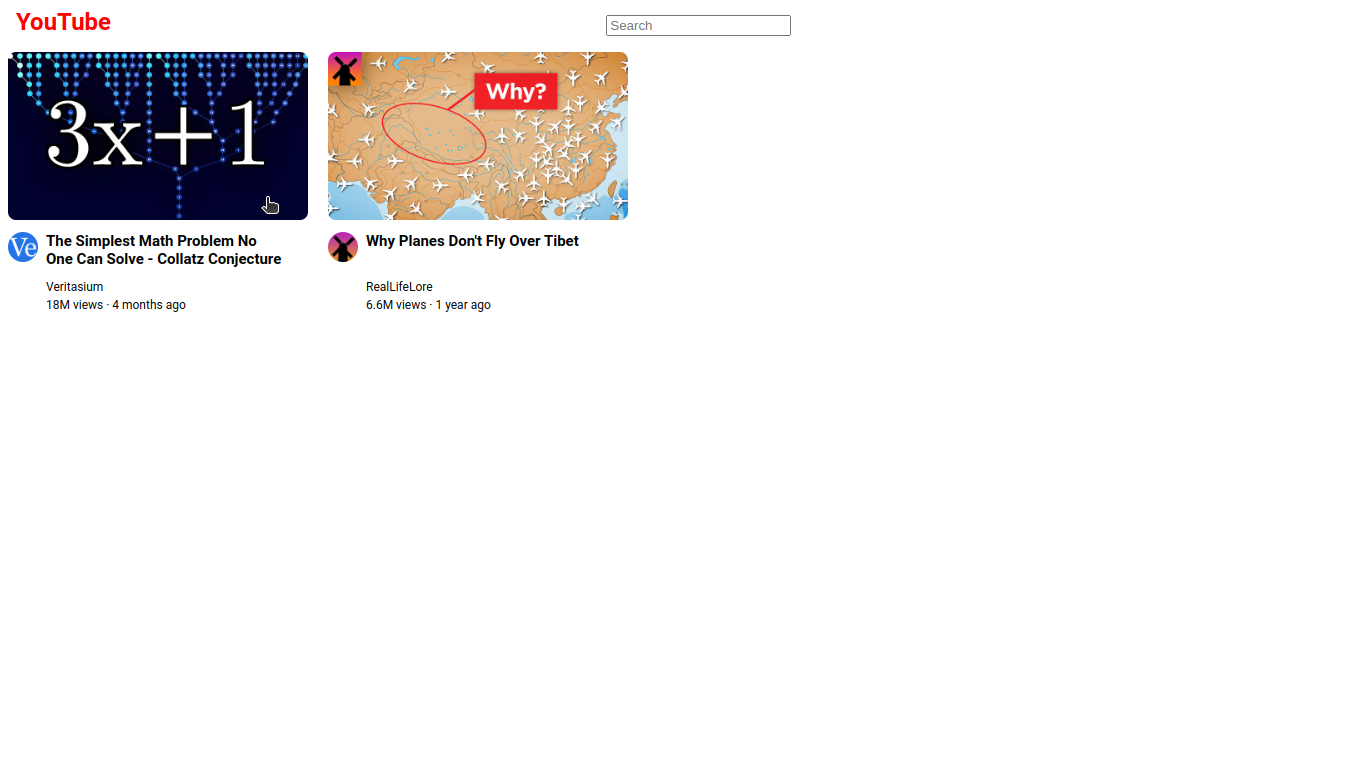 YouTube
Search
3x+1
Why?
Ve
The Simplest Math Problem No
One Can Solve - Collatz Conjecture
Veritasium
18M views · 4 months ago
Why Planes Don't Fly Over Tibet
RealLifeLore
6.6M views · 1 year ago